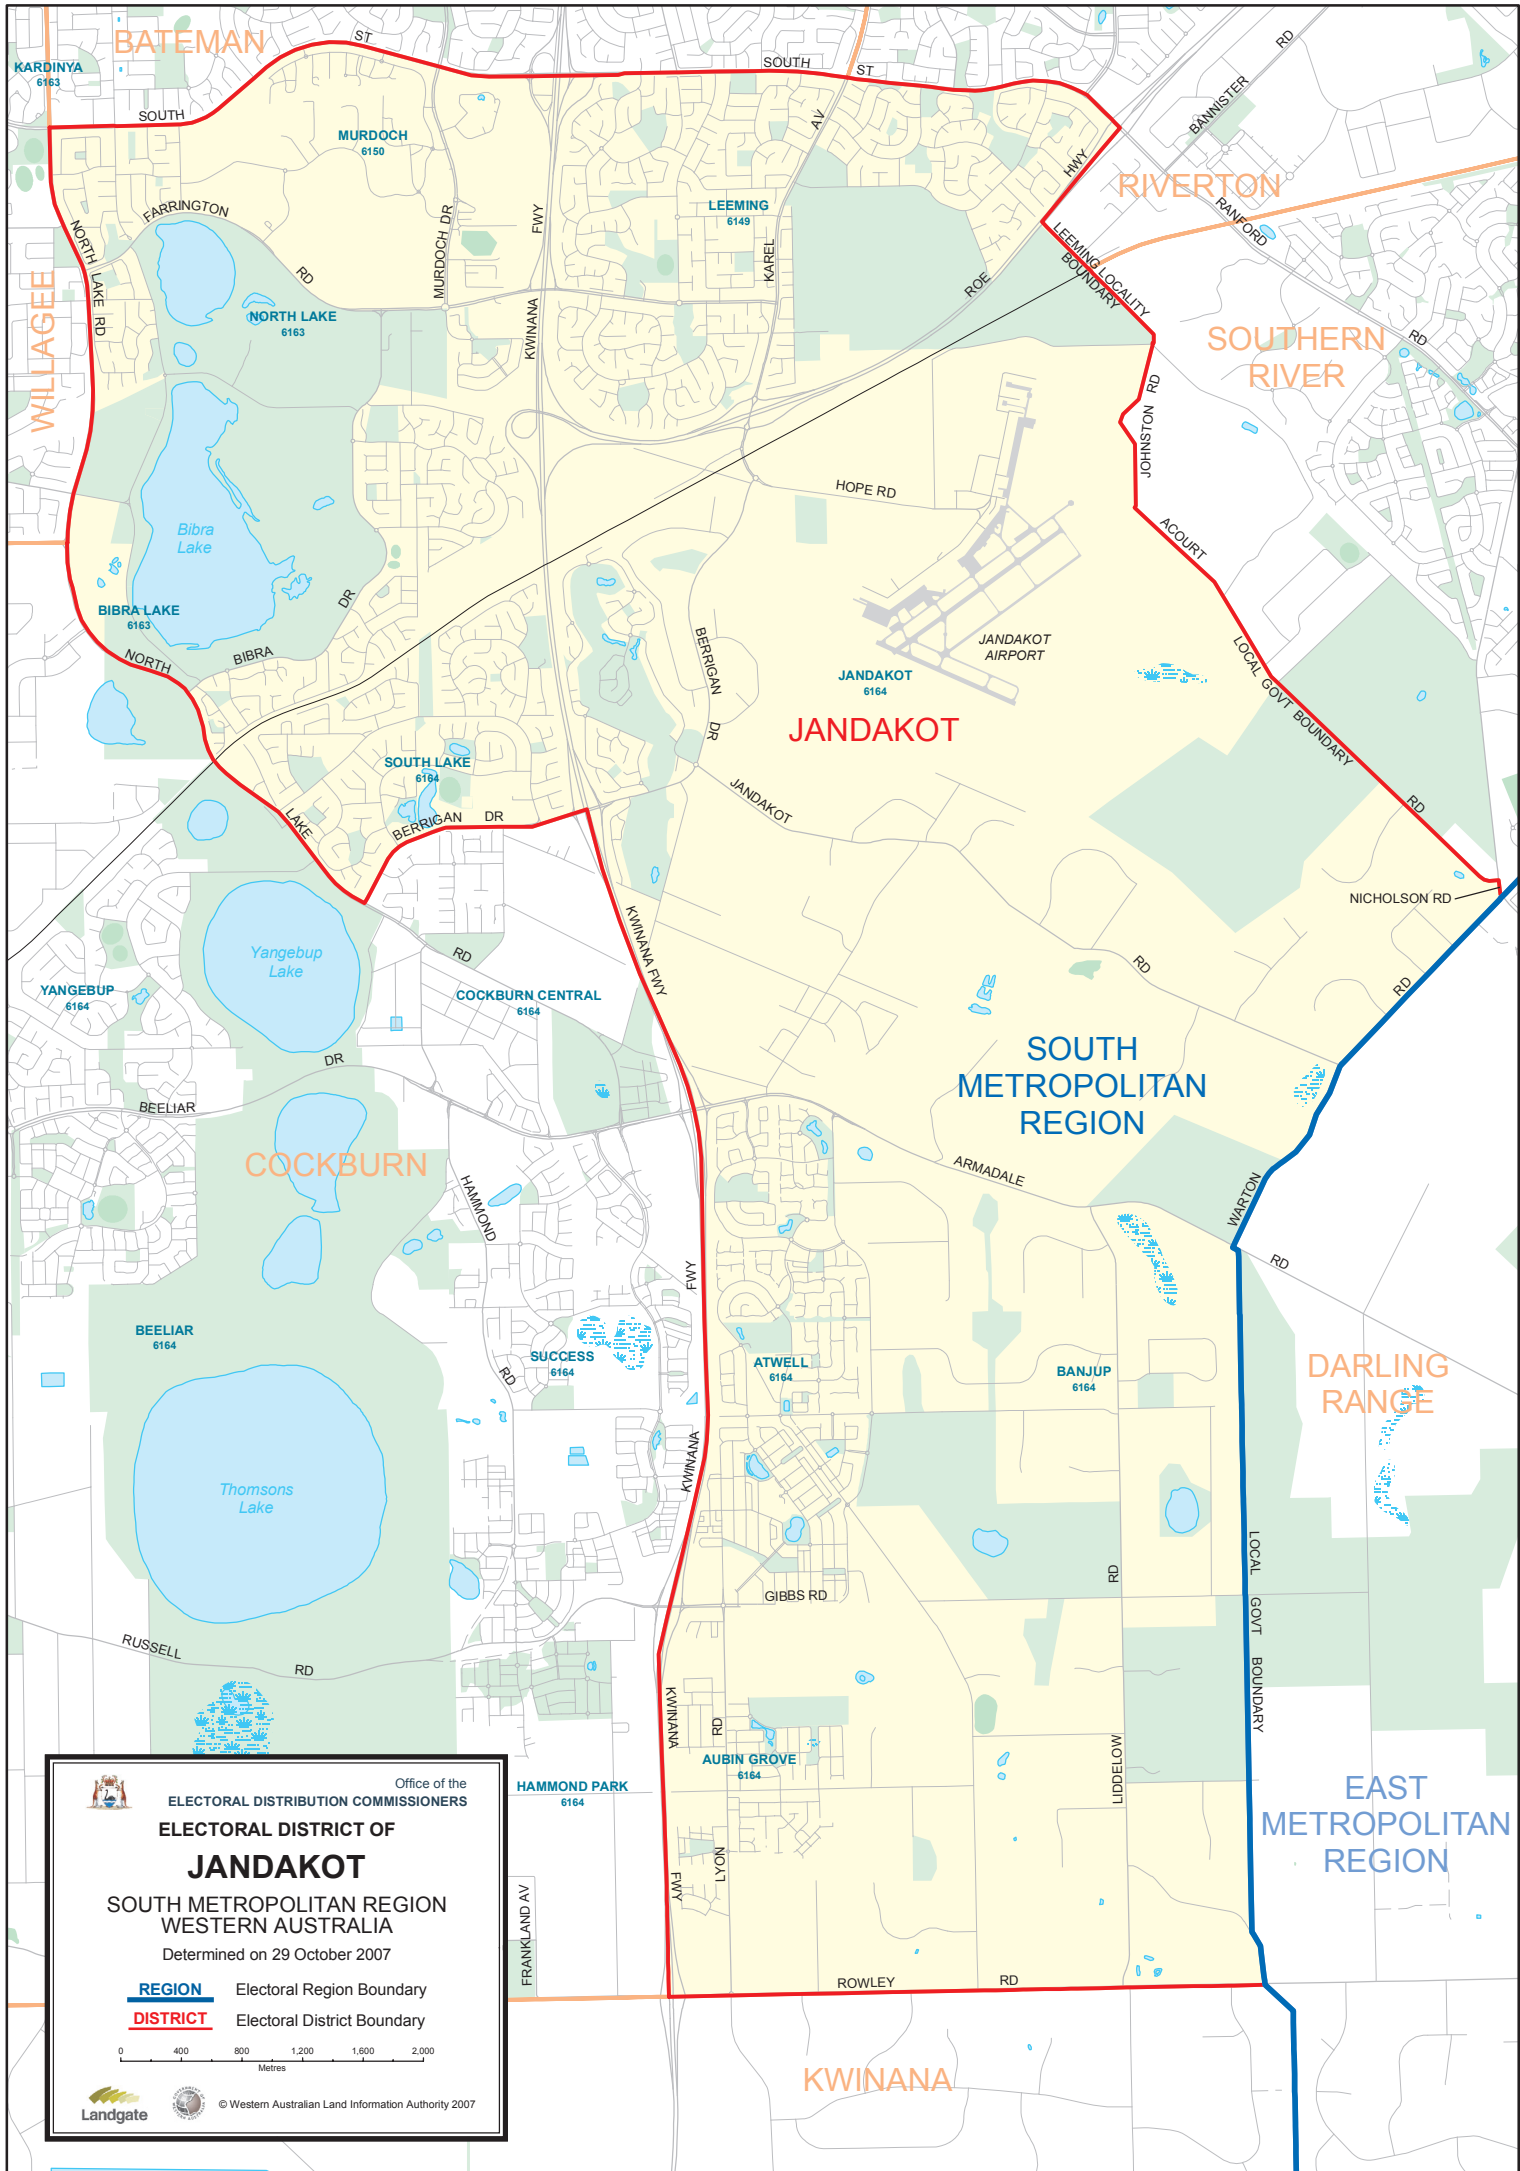 BATEMAN
ST
KARDINYA
6163
SOUTH
ST
SOUTH
MURDOCH
6150
AV
HWY
BANNISTER
RD
RIVERTON
RANFORD
RD
FARRINGTON
RD
NORTH
LAKE RD
MURDOCH DR
FWY
KWINANA
LEEMING
6149
KAREL
ROE
LEEMING LOCALITY
BOUNDARY
WILLAGEE
NORTH LAKE
6163
SOUTHERN
RIVER
JOHNSTON RD
HOPE RD
Bibra
Lake
ACOURT
BIBRA LAKE
6163
DR
NORTH
BIBRA
BERRIGAN
DR
JANDAKOT
AIRPORT
JANDAKOT
6164
JANDAKOT
LOCAL GOVT BOUNDARY
RD
SOUTH LAKE
6164
LAKE
BERRIGAN DR
JANDAKOT
RD
NICHOLSON RD
KWINANA FWY
Yangebup
Lake
RD
YANGEBUP
6164
COCKBURN CENTRAL
6164
RD
SOUTH
METROPOLITAN
REGION
DR
BEELIAR
COCKBURN
HAMMOND
RD
ARMADALE
RD
WARTON
FWY
KWINANA
BEELIAR
6164
SUCCESS
6164
ATWELL
6164
BANJUP
6164
DARLING
RANGE
Thomsons
Lake
GIBBS RD
RD
LIDDELOW
LOCAL GOVT BOUNDARY
RUSSELL
RD
KWINANA
FWY
RD
LYON
AUBIN GROVE
6164
HAMMOND PARK
6164
EAST
METROPOLITAN
REGION
FRANKLAND AV
ROWLEY RD
KWINANA
Office of the
ELECTORAL DISTRIBUTION COMMISSIONERS
ELECTORAL DISTRICT OF
JANDAKOT
SOUTH METROPOLITAN REGION
WESTERN AUSTRALIA
Determined on 29 October 2007
REGION Electoral Region Boundary
DISTRICT Electoral District Boundary
0 400 800 1,200 1,600 2,000
Metres
Landgate
© Western Australian Land Information Authority 2007